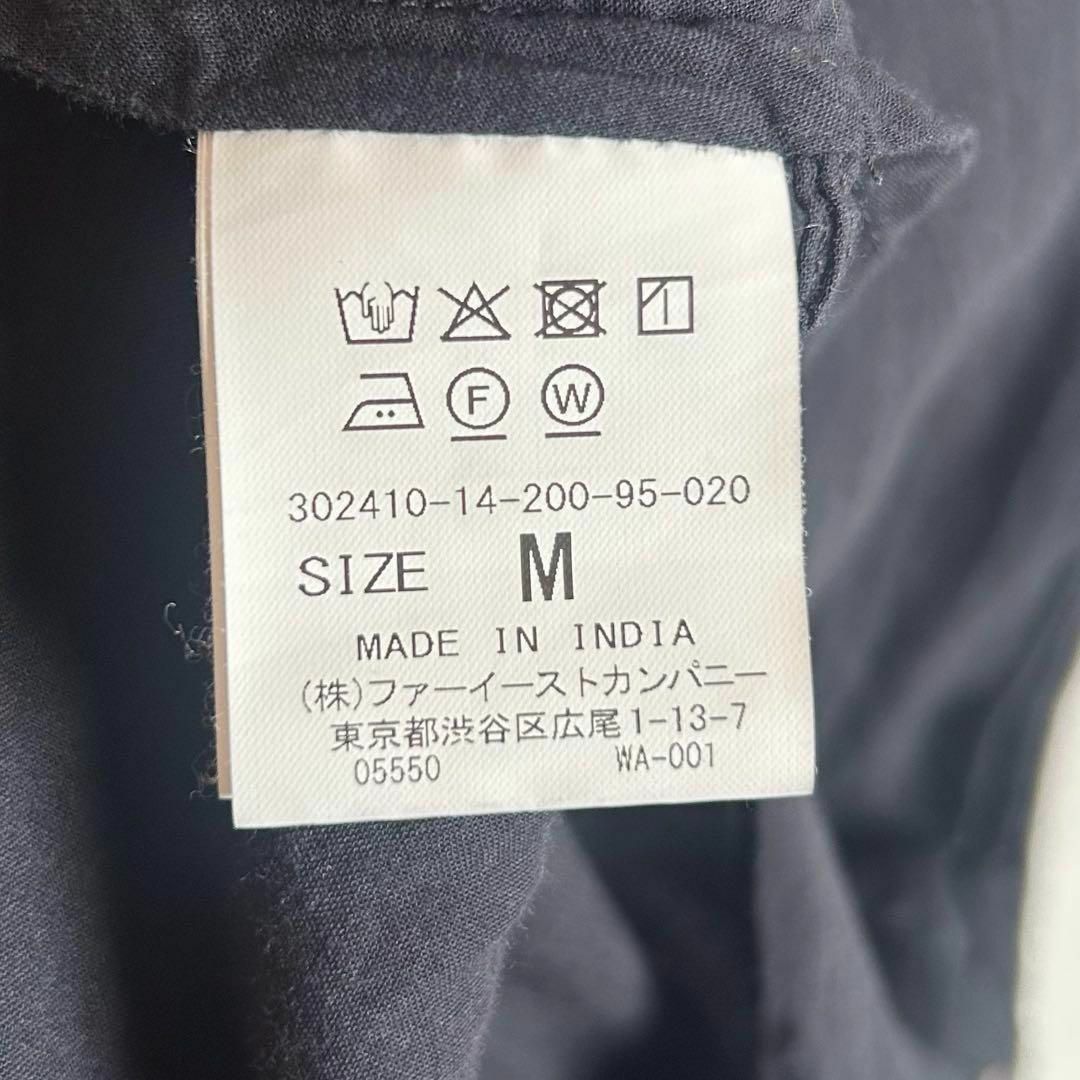 F W
302410-14-200-95-020
SIZE M
MADE IN INDIA
(株)ファーイーストカンパニー
東京都渋谷区広尾1-13-7
05550 WA-001